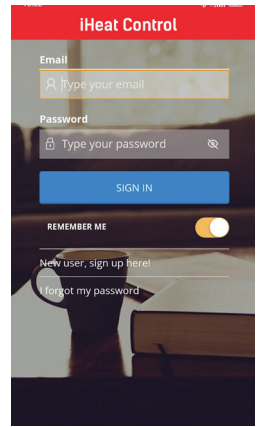 iHeat Control
Email
Type your email
Password
Type your password
SIGN IN
REMEMBER ME
New user, sign up here!
I forgot my password